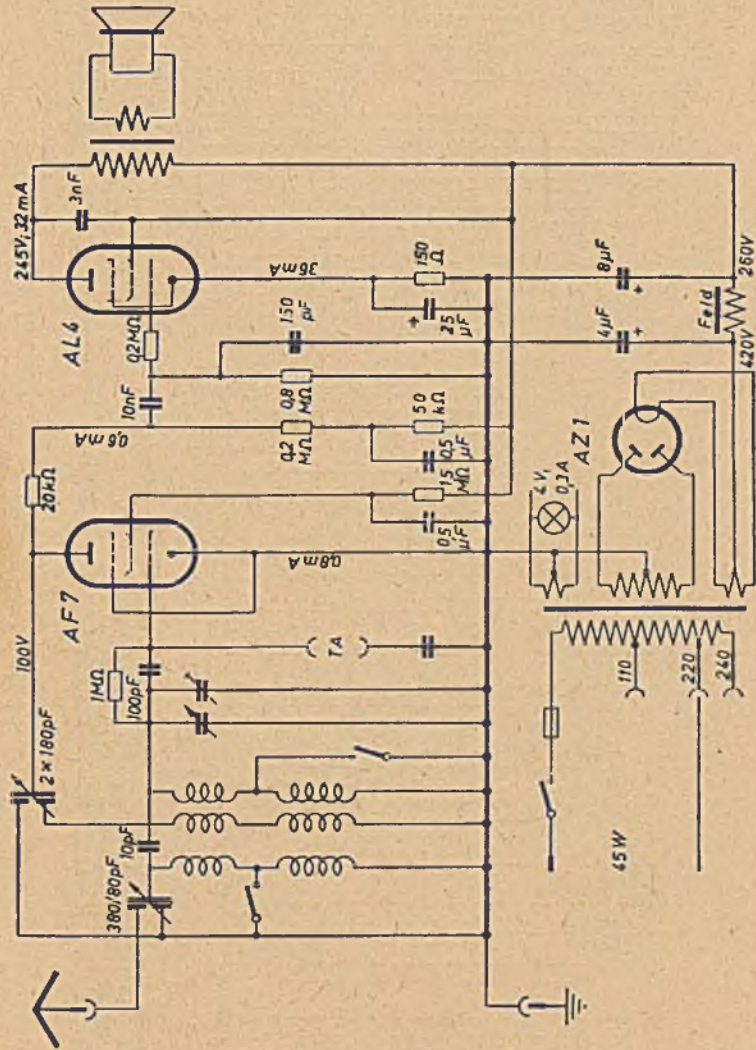 380/80pF
2×180pF
100V
20kΩ
0,6mA
245V; 32mA
10pF
1MΩ
100pF
AF7
10nF
0,2MΩ
AL4
3nF
TA
0,8mA
0,2
MΩ
0,8
MΩ
150
pF
36mA
0,5
µF
1,5
MΩ
0,5
µF
50
kΩ
25
µF
+
150
Ω
45W
110
220
240
4V,
0,3A
AZ1
4µF
+
8µF
+
420V
Feld
260V